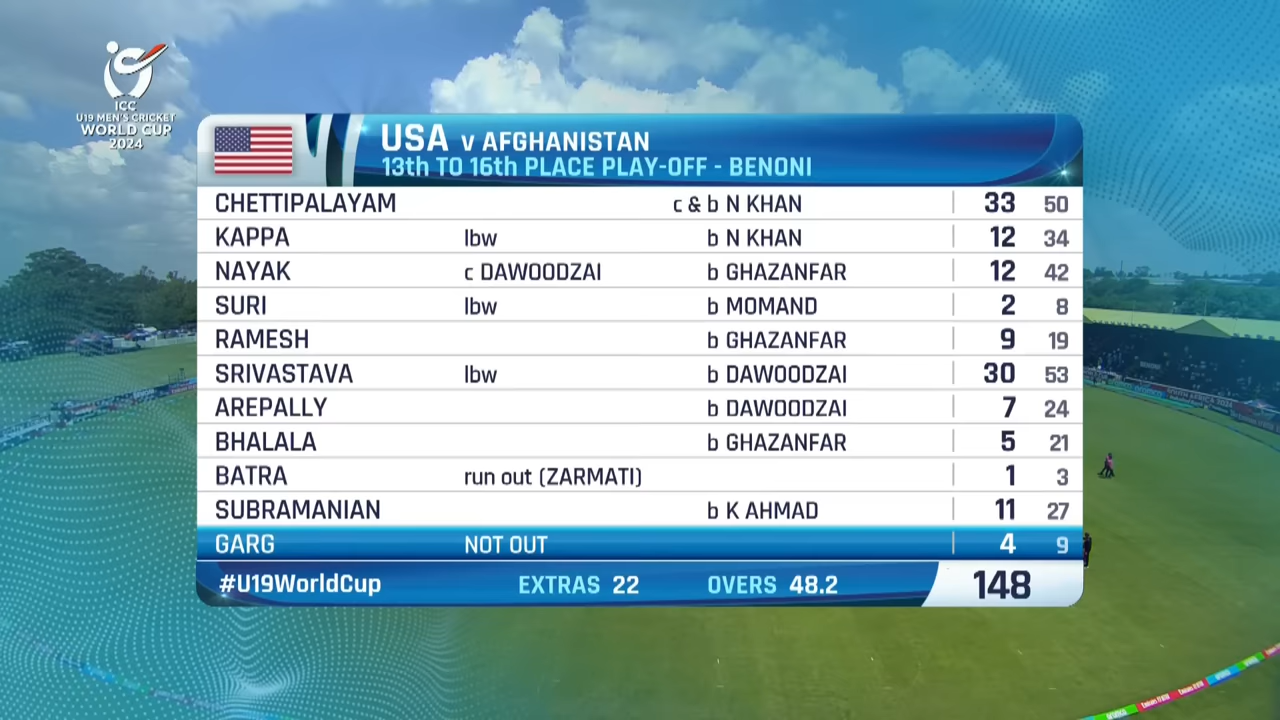 ICC
U19 MEN'S CRICKET
WORLD CUP
2024
USA v AFGHANISTAN
13th TO 16th PLACE PLAY-OFF - BENONI
CHETTIPALAYAM c & b N KHAN 33 50
KAPPA lbw b N KHAN 12 34
NAYAK c DAWOODZAI b GHAZANFAR 12 42
SURI lbw b MOMAND 2 8
RAMESH b GHAZANFAR 9 19
SRIVASTAVA lbw b DAWOODZAI 30 53
AREPALLY b DAWOODZAI 7 24
BHALALA b GHAZANFAR 5 21
BATRA run out (ZARMATI) 1 3
SUBRAMANIAN b K AHMAD 11 27
GARG NOT OUT 4 9
#U19WorldCup EXTRAS 22 OVERS 48.2 148